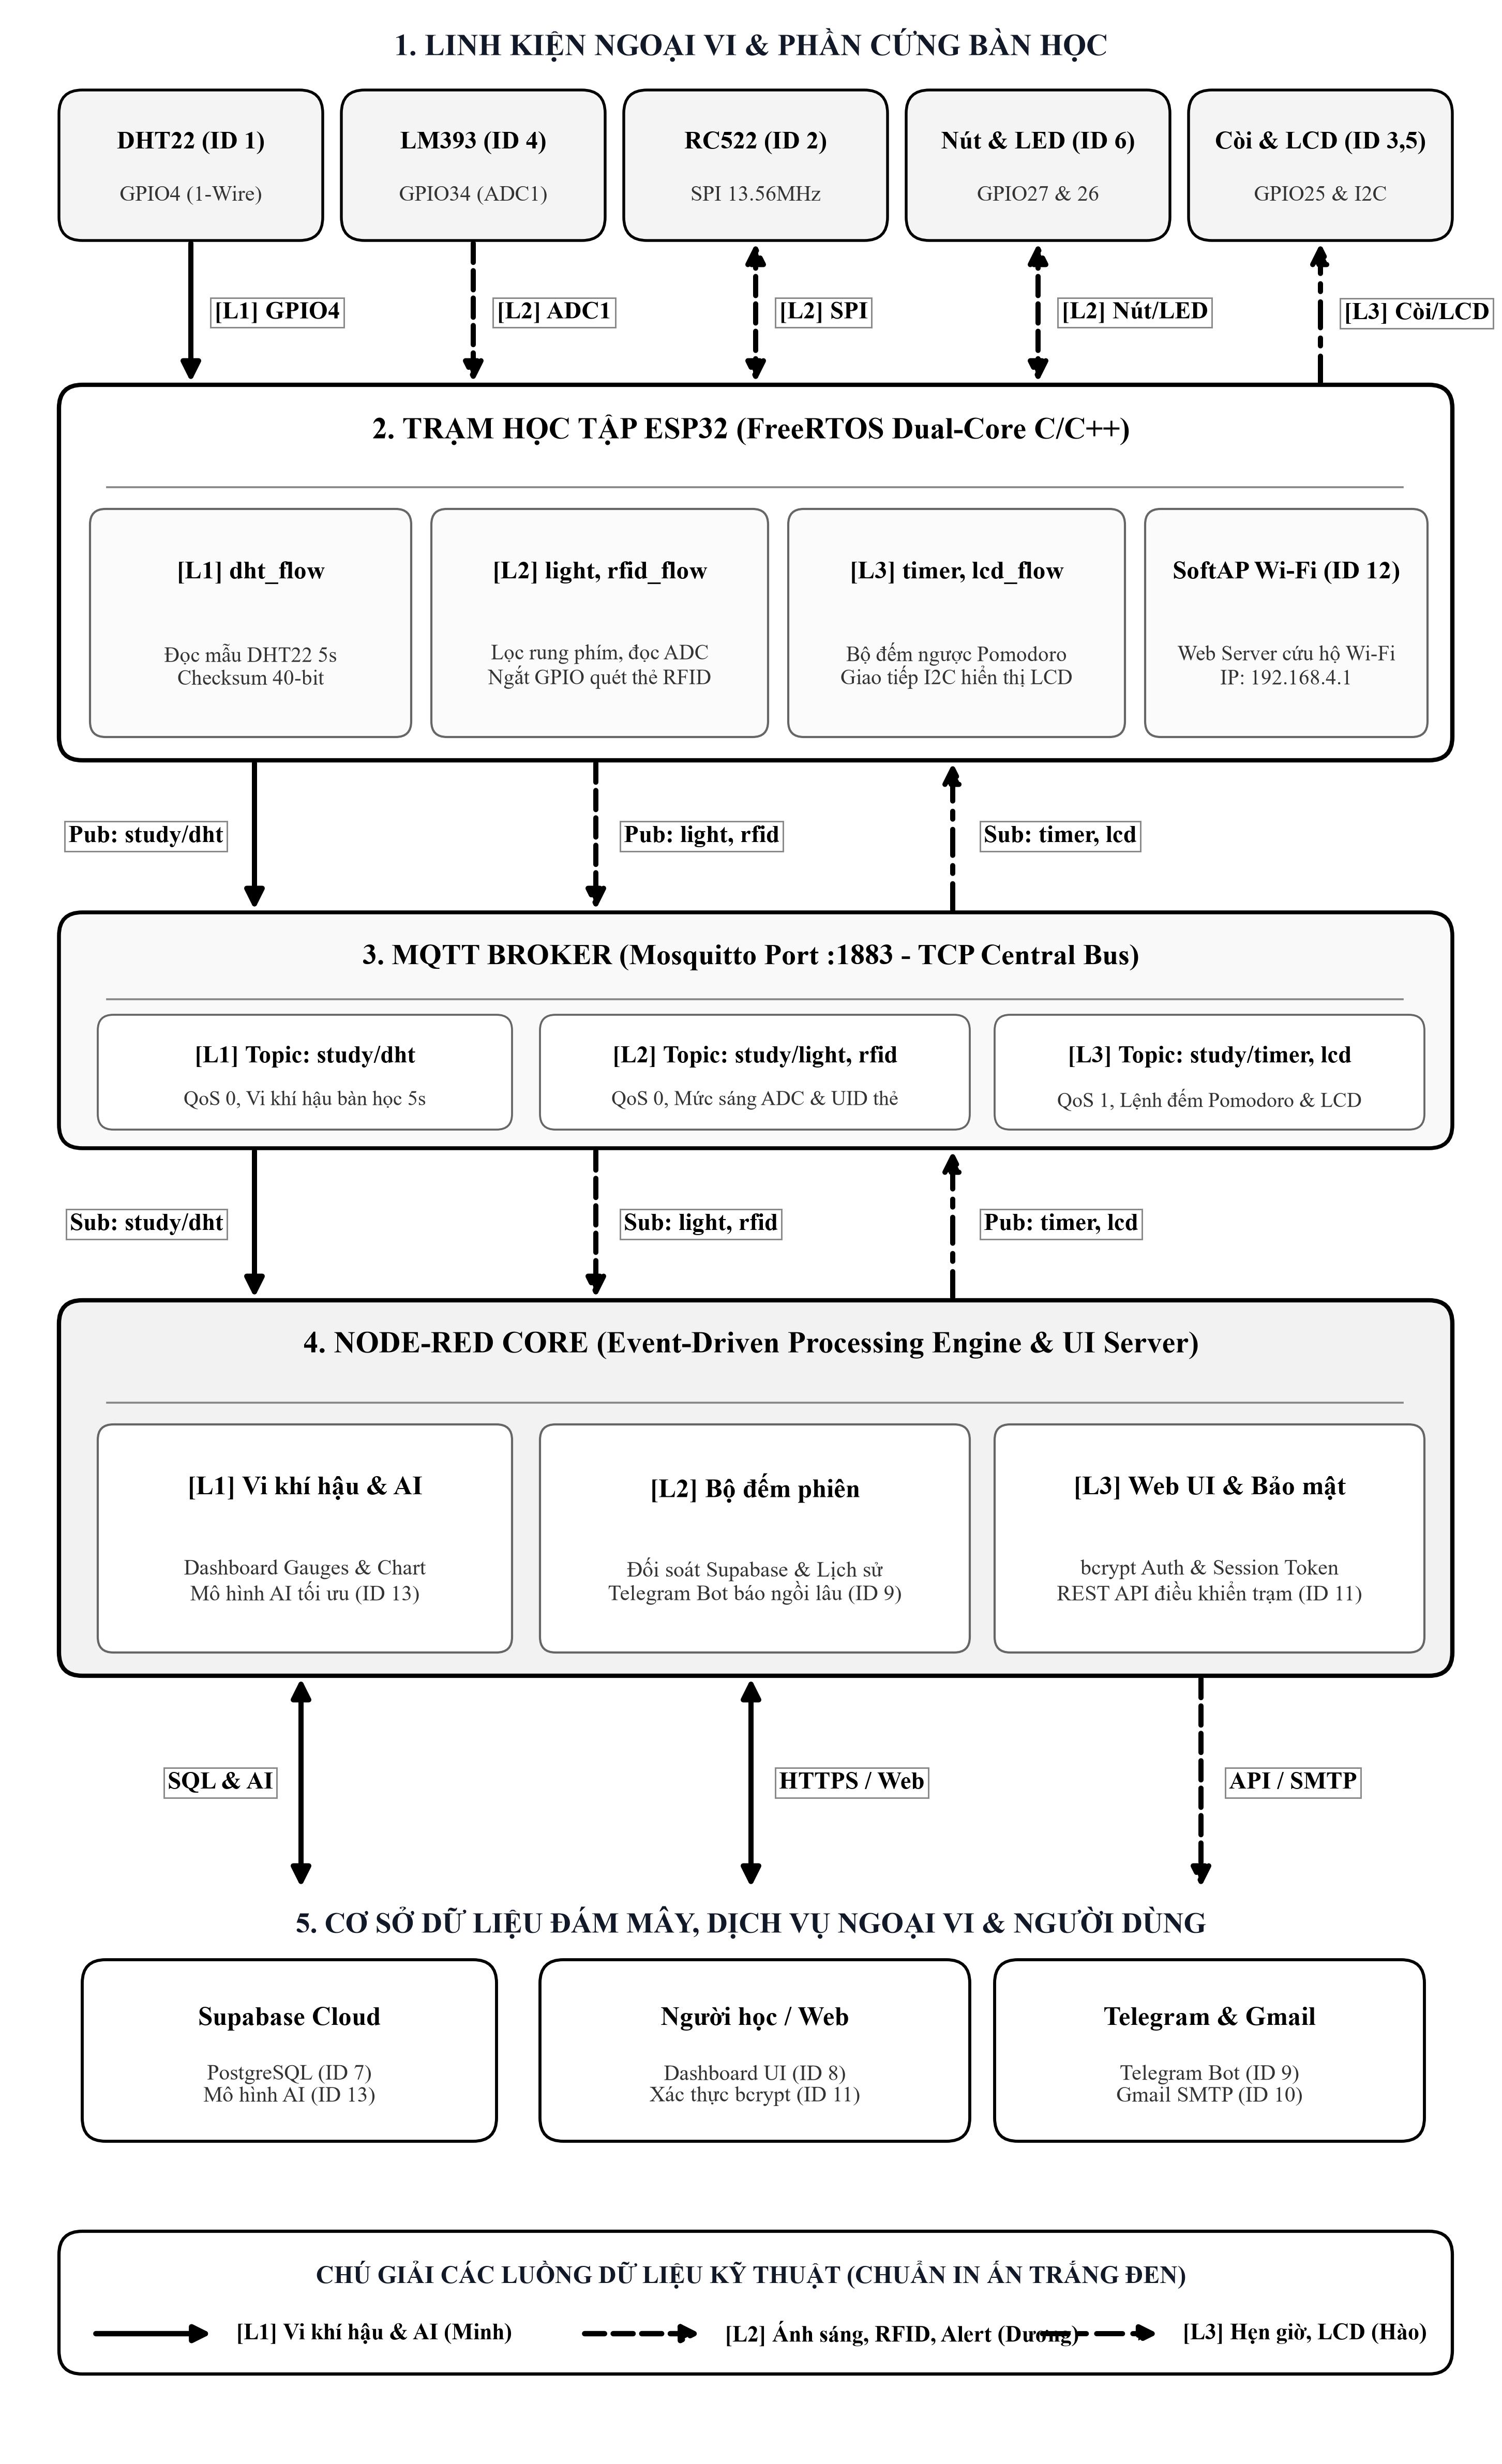 1. LINH KIỆN NGOẠI VI & PHẦN CỨNG BÀN HỌC
DHT22 (ID 1)
GPIO4 (1-Wire)
LM393 (ID 4)
GPIO34 (ADC1)
RC522 (ID 2)
SPI 13.56MHz
Nút & LED (ID 6)
GPIO27 & 26
Còi & LCD (ID 3,5)
GPIO25 & I2C
[L1] GPIO4
[L2] ADC1
[L2] SPI
[L2] Nút/LED
[L3] Còi/LCD
2. TRẠM HỌC TẬP ESP32 (FreeRTOS Dual-Core C/C++)
[L1] dht_flow
Đọc mẫu DHT22 5s
Checksum 40-bit
[L2] light, rfid_flow
Lọc rung phím, đọc ADC
Ngắt GPIO quét thẻ RFID
[L3] timer, lcd_flow
Bộ đếm ngược Pomodoro
Giao tiếp I2C hiển thị LCD
SoftAP Wi-Fi (ID 12)
Web Server cứu hộ Wi-Fi
IP: 192.168.4.1
Pub: study/dht
Pub: light, rfid
Sub: timer, lcd
3. MQTT BROKER (Mosquitto Port :1883 - TCP Central Bus)
[L1] Topic: study/dht
QoS 0, Vi khí hậu bàn học 5s
[L2] Topic: study/light, rfid
QoS 0, Mức sáng ADC & UID thẻ
[L3] Topic: study/timer, lcd
QoS 1, Lệnh đếm Pomodoro & LCD
Sub: study/dht
Sub: light, rfid
Pub: timer, lcd
4. NODE-RED CORE (Event-Driven Processing Engine & UI Server)
[L1] Vi khí hậu & AI
Dashboard Gauges & Chart
Mô hình AI tối ưu (ID 13)
[L2] Bộ đếm phiên
Đối soát Supabase & Lịch sử
Telegram Bot báo ngồi lâu (ID 9)
[L3] Web UI & Bảo mật
bcrypt Auth & Session Token
REST API điều khiển trạm (ID 11)
SQL & AI
HTTPS / Web
API / SMTP
5. CƠ SỞ DỮ LIỆU ĐÁM MÂY, DỊCH VỤ NGOẠI VI & NGƯỜI DÙNG
Supabase Cloud
PostgreSQL (ID 7)
Mô hình AI (ID 13)
Người học / Web
Dashboard UI (ID 8)
Xác thực bcrypt (ID 11)
Telegram & Gmail
Telegram Bot (ID 9)
Gmail SMTP (ID 10)
CHÚ GIẢI CÁC LUỒNG DỮ LIỆU KỸ THUẬT (CHUẨN IN ẤN TRẮNG ĐEN)
[L1] Vi khí hậu & AI (Minh)
[L2] Ánh sáng, RFID, Alert (Dương)
[L3] Hẹn giờ, LCD (Hào)